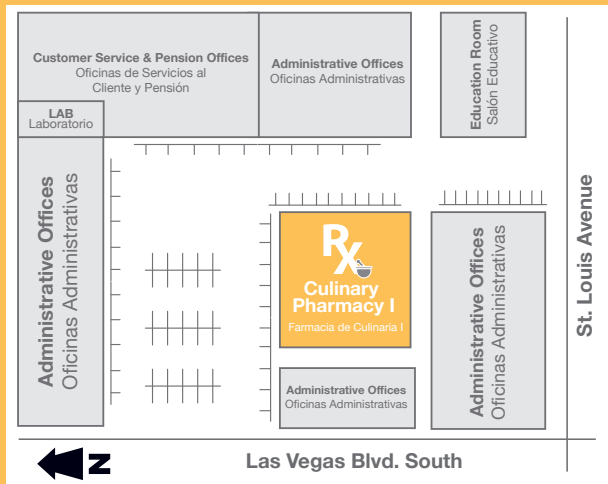 Customer Service & Pension Offices
Oficinas de Servicios al
Cliente y Pensión
Administrative Offices
Oficinas Administrativas
Education Room
Salón Educativo
LAB
Laboratorio
Administrative Offices
Oficinas Administrativas
Rx
Culinary
Pharmacy I
Farmacia de Culinaria I
Administrative Offices
Oficinas Administrativas
Administrative Offices
Oficinas Administrativas
St. Louis Avenue
N
Las Vegas Blvd. South